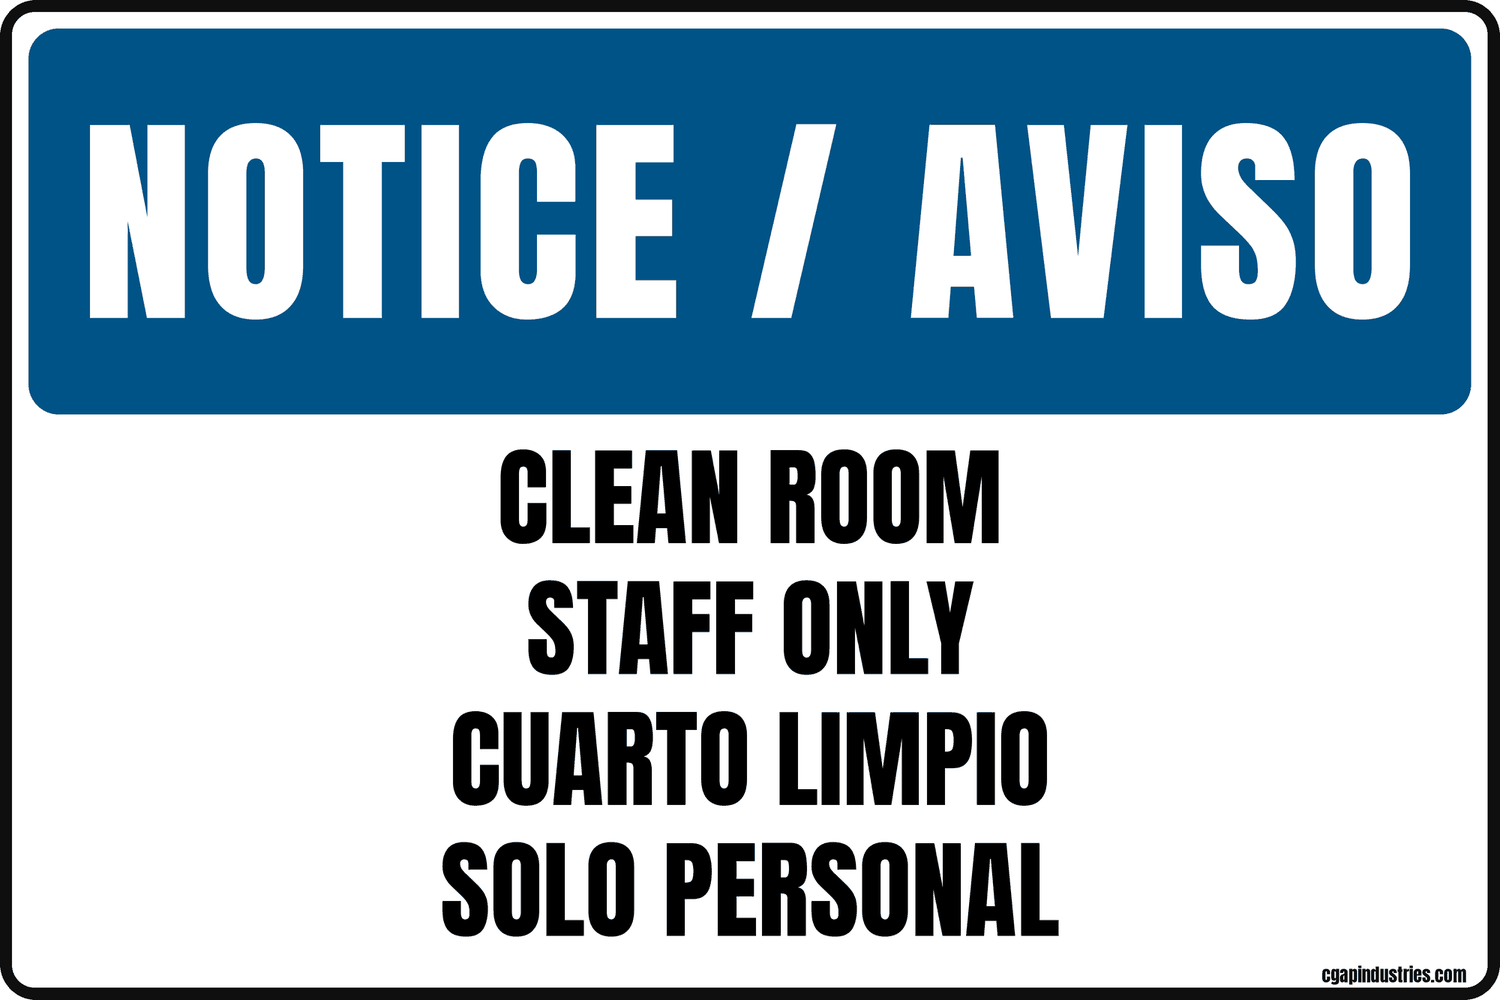 NOTICE / AVISO
CLEAN ROOM
STAFF ONLY
CUARTO LIMPIO
SOLO PERSONAL
cgapindustries.com